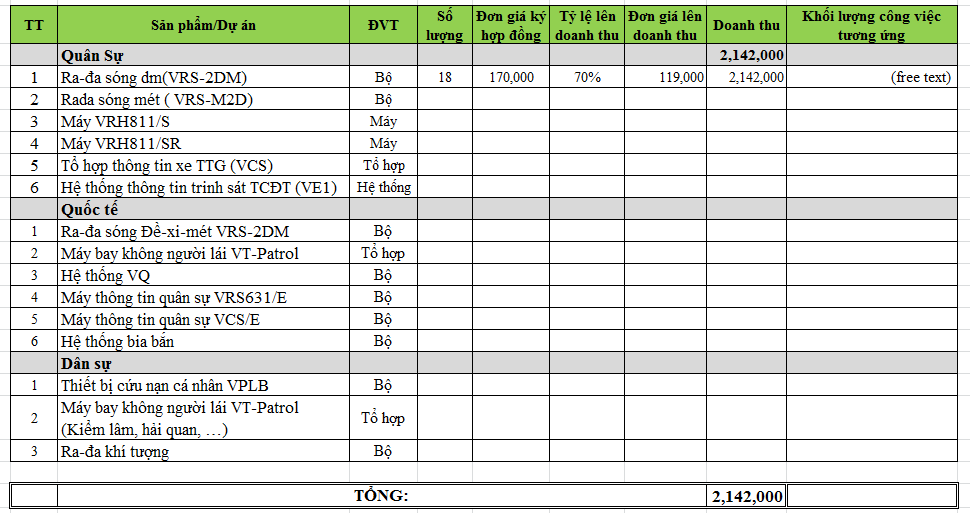 TT Sản phẩm/Dự án ĐVT Số lượng Đơn giá ký hợp đồng Tỷ lệ lên doanh thu Đơn giá lên doanh thu Doanh thu Khối lượng công việc tương ứng
Quân Sự 2,142,000
1 Ra-đa sóng dm(VRS-2DM) Bộ 18 170,000 70% 119,000 2,142,000 (free text)
2 Rada sóng mét ( VRS-M2D) Bộ
3 Máy VRH811/S Máy
4 Máy VRH811/SR Máy
5 Tổ hợp thông tin xe TTG (VCS) Tổ hợp
6 Hệ thống thông tin trinh sát TCĐT (VE1) Hệ thống
Quốc tế
1 Ra-đa sóng Đề-xi-mét VRS-2DM Bộ
2 Máy bay không người lái VT-Patrol Tổ hợp
3 Hệ thống VQ Bộ
4 Máy thông tin quân sự VRS631/E Bộ
5 Máy thông tin quân sự VCS/E Bộ
6 Hệ thống bia bắn Bộ
Dân sự
1 Thiết bị cứu nạn cá nhân VPLB Bộ
2 Máy bay không người lái VT-Patrol Tổ hợp
(Kiểm lâm, hải quan, …)
3 Ra-đa khí tượng Bộ
TỔNG: 2,142,000